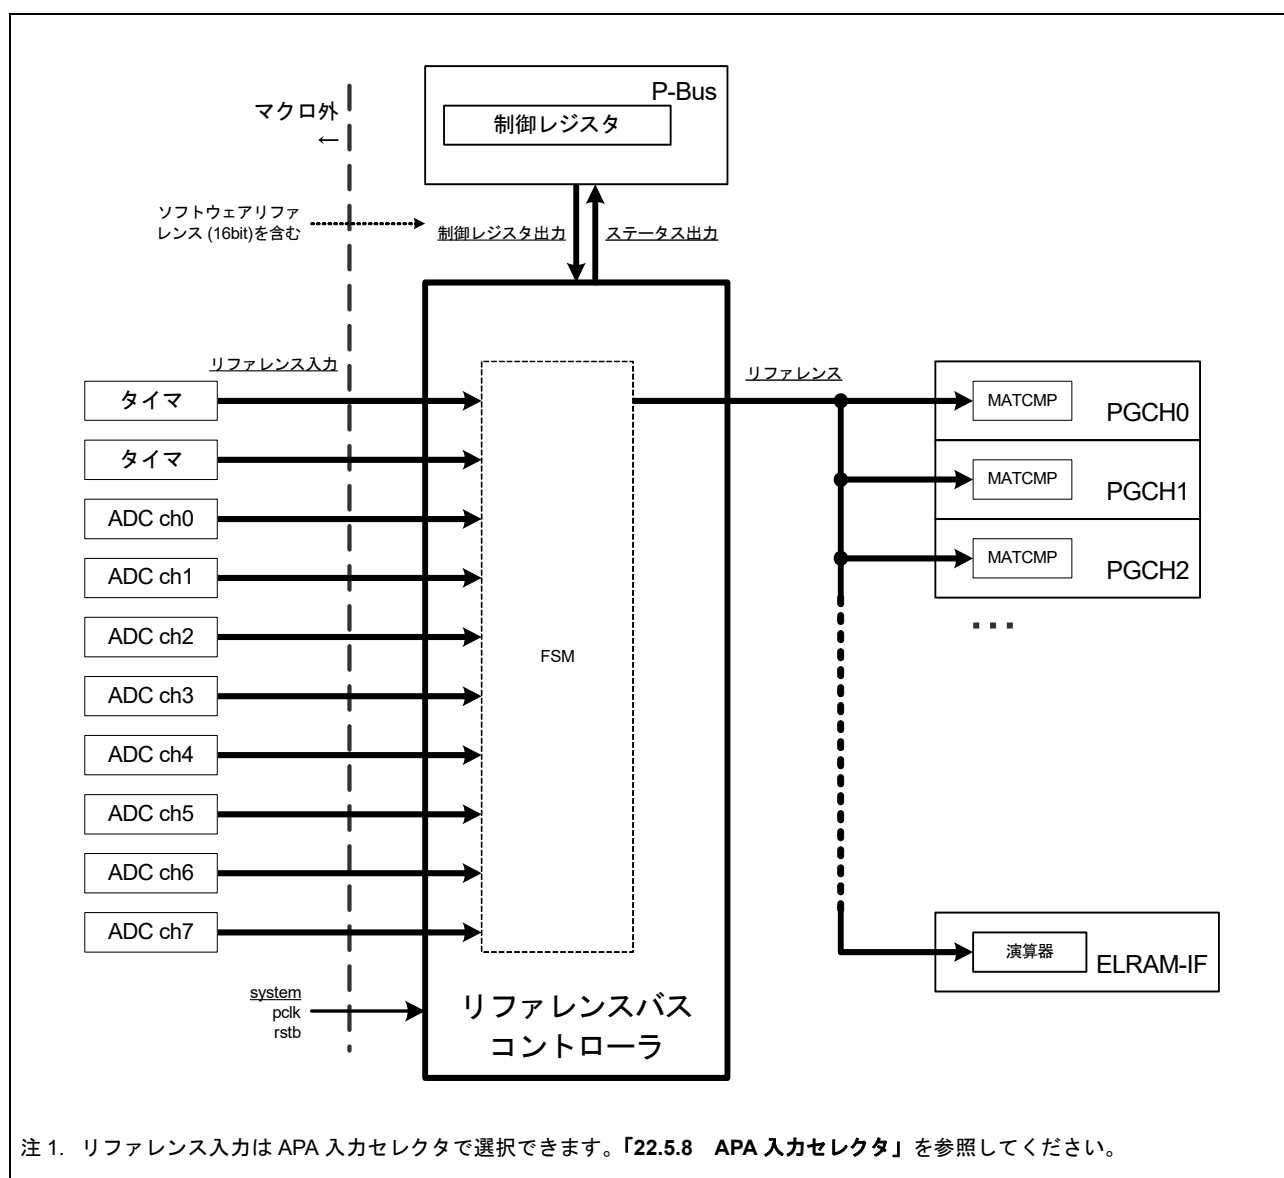 P-Bus
制御レジスタ
マクロ外
←
ソフトウェアリファ
レンス (16bit)を含む
制御レジスタ出力
ステータス出力
リファレンス入力
リファレンス
タイマ
タイマ
ADC ch0
ADC ch1
ADC ch2
ADC ch3
ADC ch4
ADC ch5
ADC ch6
ADC ch7
system
pclk
rstb
FSM
リファレンスバス
コントローラ
MATCMP
PGCH0
MATCMP
PGCH1
MATCMP
PGCH2
...
演算器
ELRAM-IF
注 1. リファレンス入力は APA 入力セレクタで選択できます。「22.5.8 APA 入力セレクタ」を参照してください。